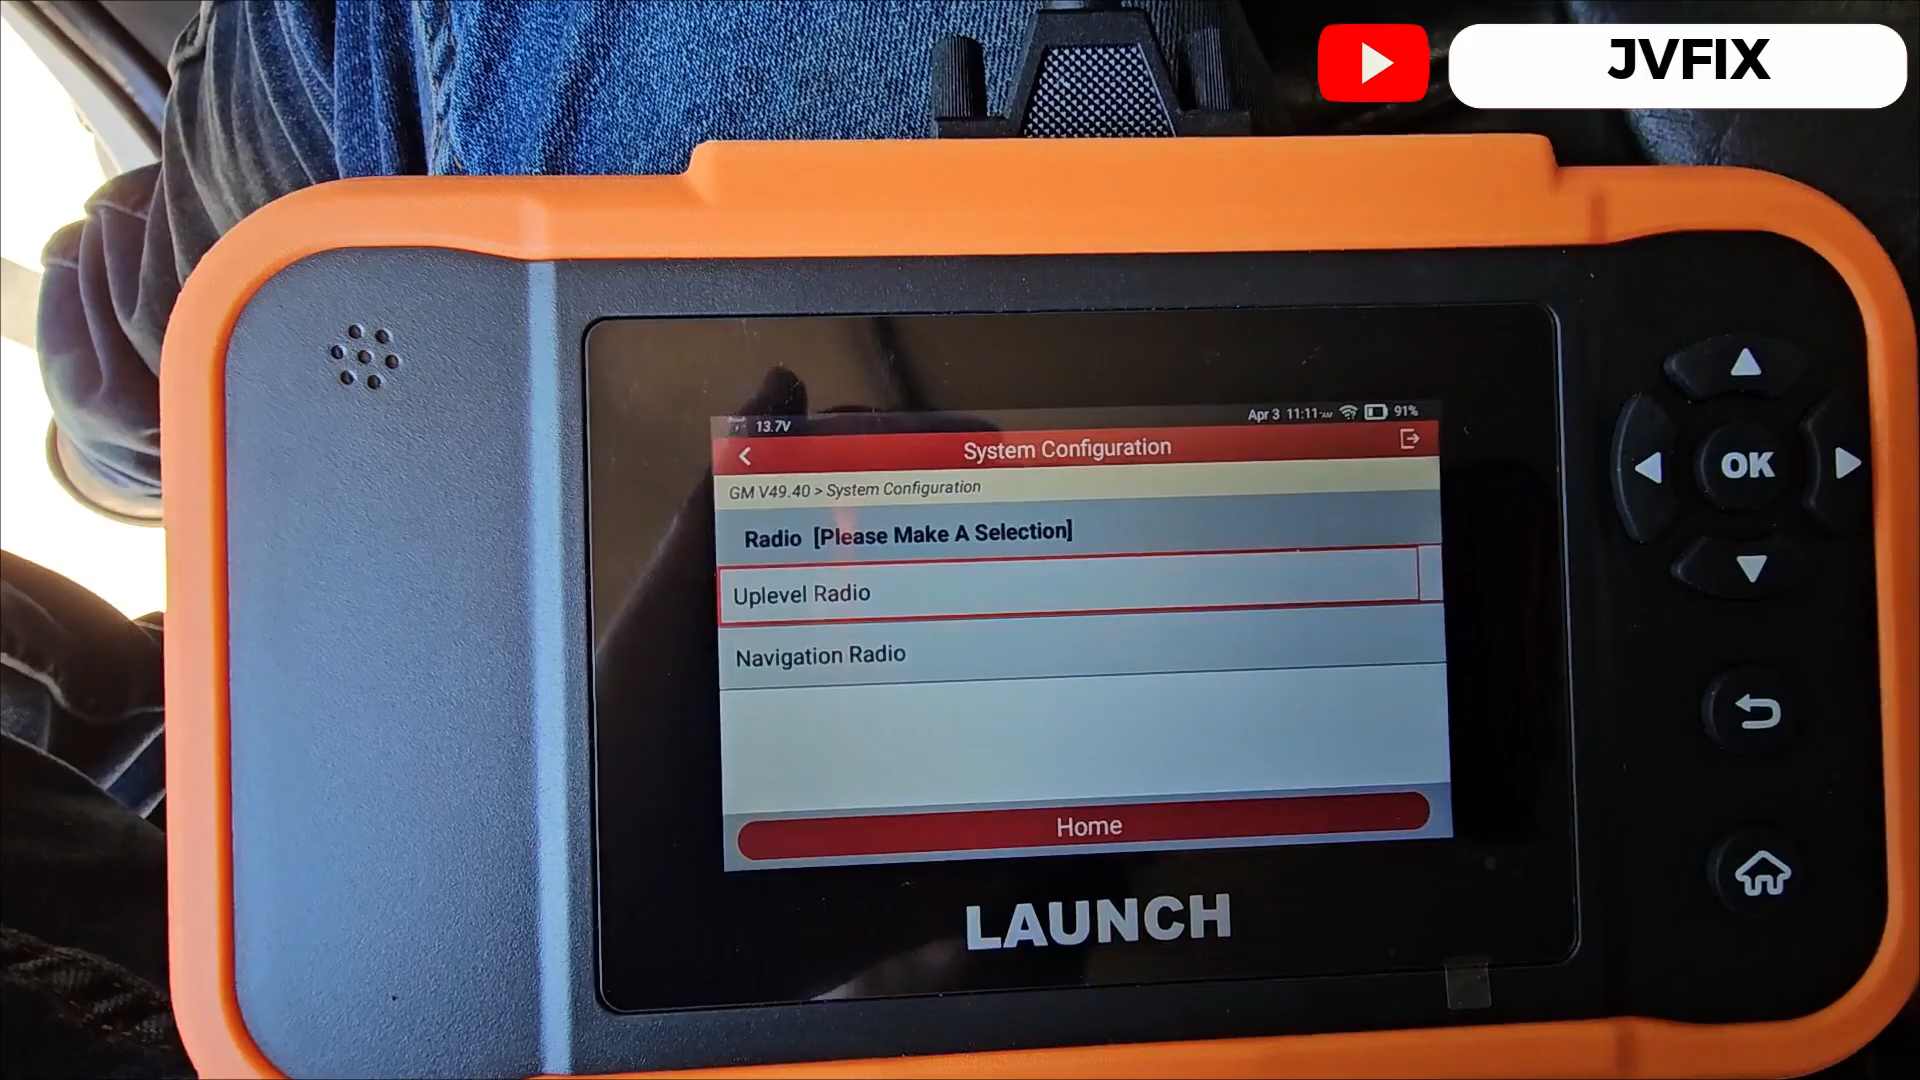 JVFIX
13.7V
Apr 3 11:11 AM 91%
System Configuration
GM V49.40 > System Configuration
Radio [Please Make A Selection]
Uplevel Radio
Navigation Radio
Home
OK
LAUNCH